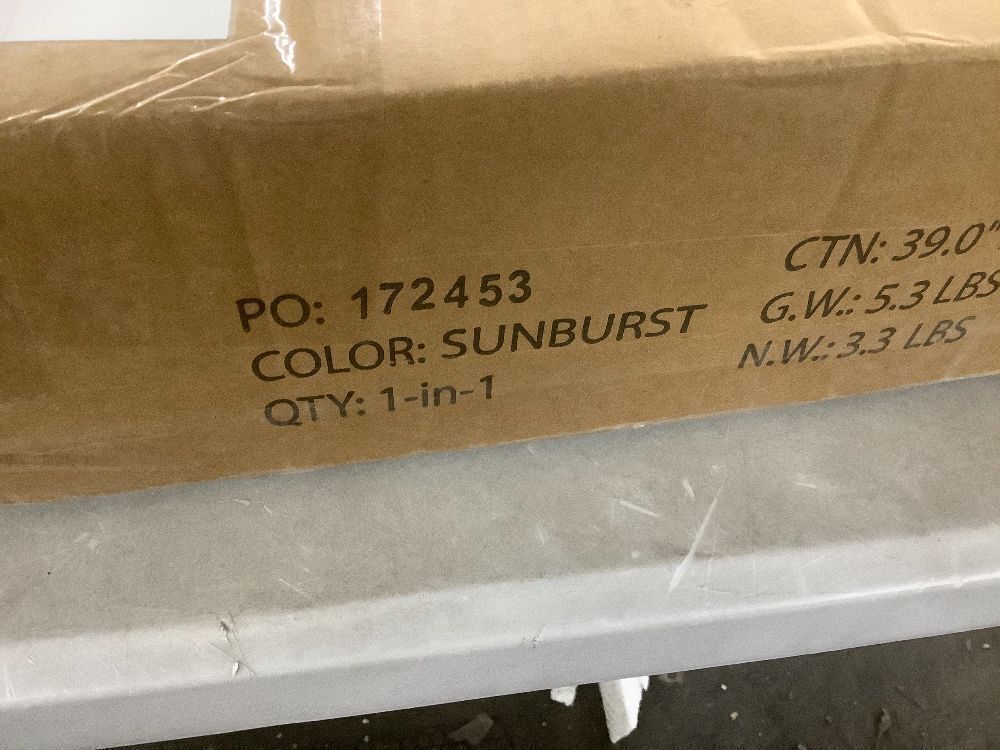 PO: 172453
COLOR: SUNBURST
QTY: 1-in-1
CTN: 39.0"
G.W.: 5.3 LBS
N.W.: 3.3 LBS